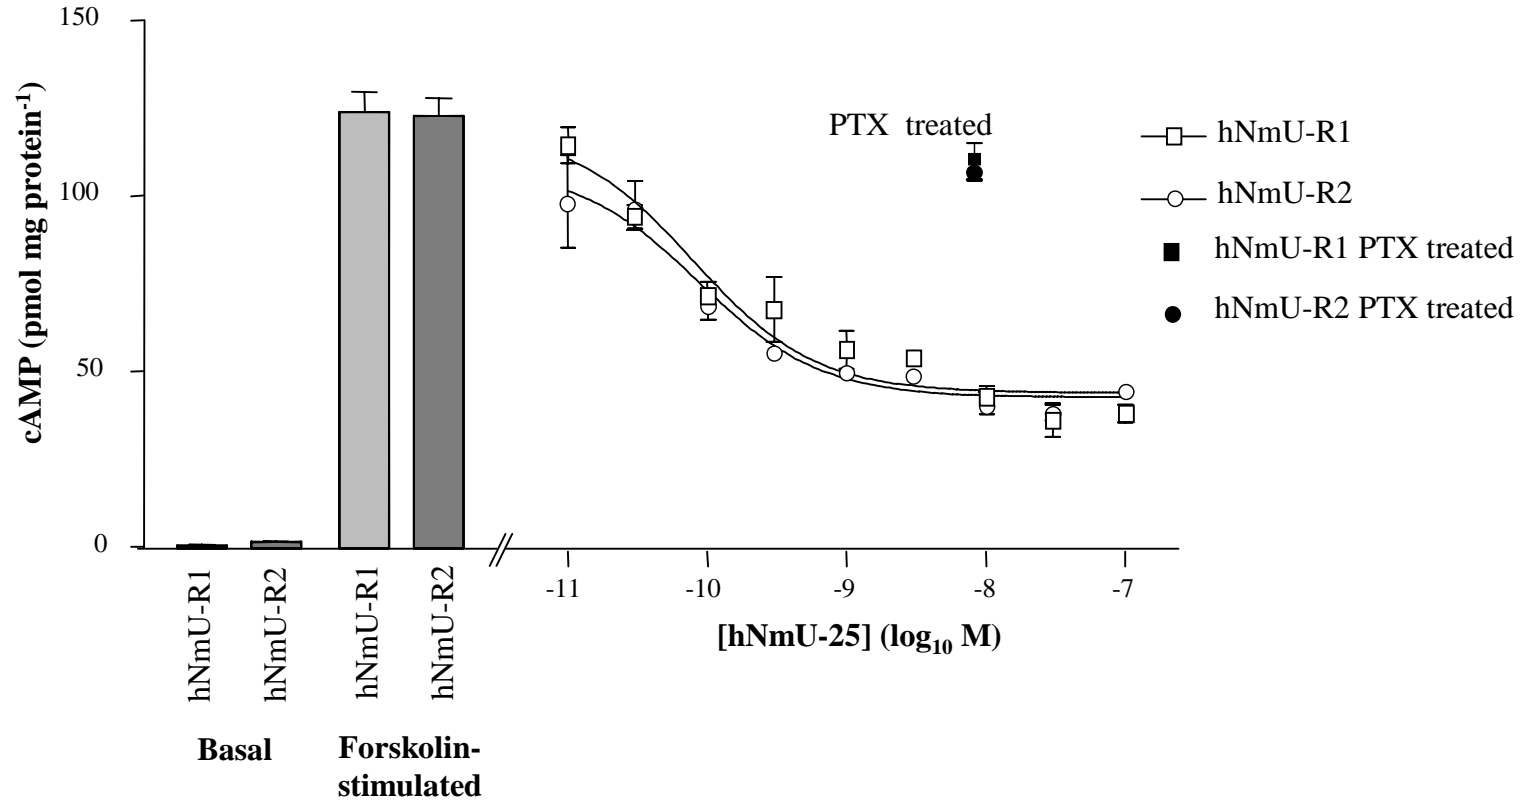 cAMP (pmol mg protein-1)
150
100
50
0
PTX treated
hNmU-R1
hNmU-R2
hNmU-R1 PTX treated
hNmU-R2 PTX treated
-11
-10
-9
-8
-7
[hNmU-25] (log10 M)
hNmU-R1
hNmU-R2
hNmU-R1
hNmU-R2
Basal
Forskolin-
stimulated